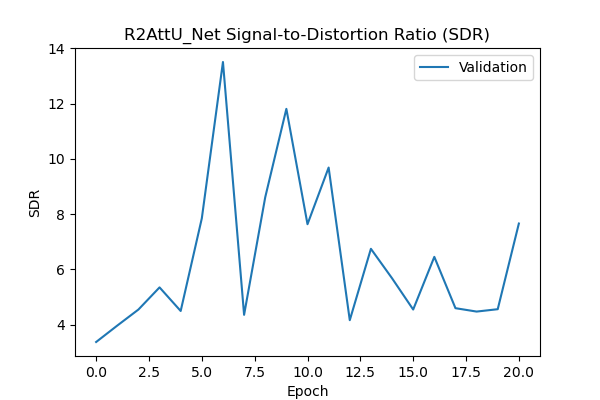 R2AttU_Net Signal-to-Distortion Ratio (SDR)
Validation
14
12
10
8
6
4
SDR
0.0 2.5 5.0 7.5 10.0 12.5 15.0 17.5 20.0
Epoch